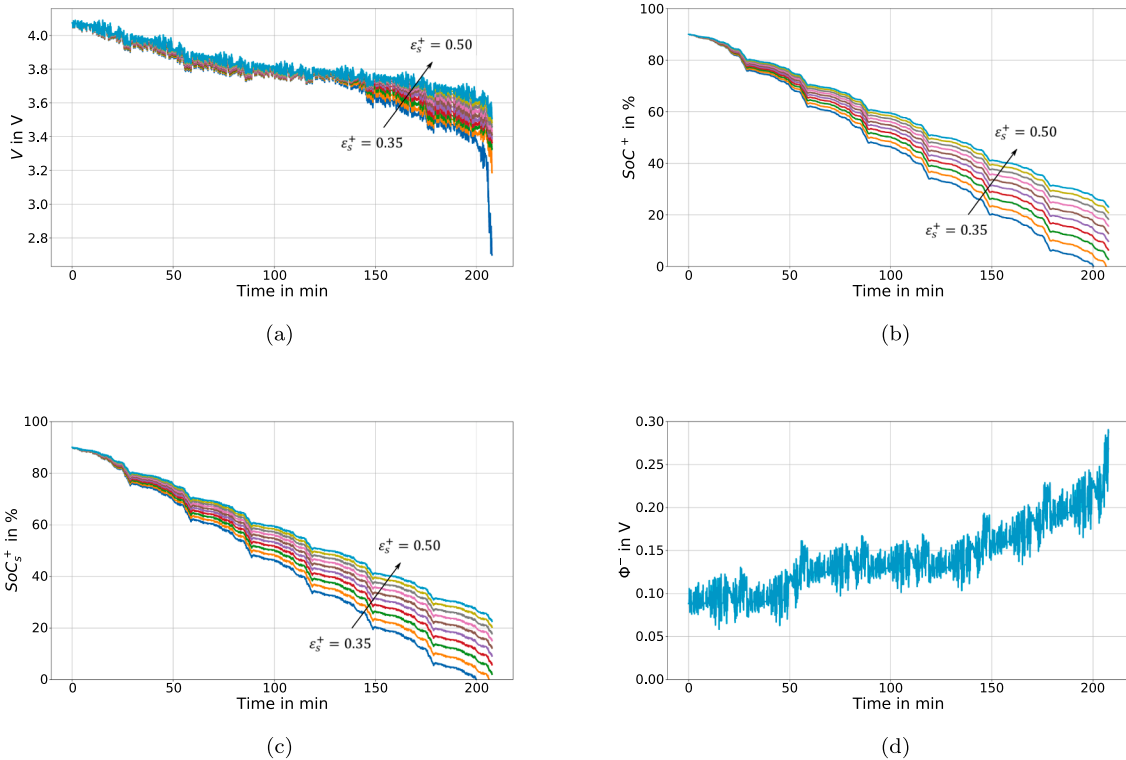 4.0
3.8
3.6
3.4
3.2
3.0
2.8
V in V
0
50
100
150
200
Time in min
εₛ⁺ = 0.50
εₛ⁺ = 0.35
(a)
100
80
60
40
20
0
SoC⁺ in %
0
50
100
150
200
Time in min
εₛ⁺ = 0.50
εₛ⁺ = 0.35
(b)
100
80
60
40
20
0
SoCₛ⁺ in %
0
50
100
150
200
Time in min
εₛ⁺ = 0.50
εₛ⁺ = 0.35
(c)
0.30
0.25
0.20
0.15
0.10
0.05
0.00
Φ⁻ in V
0
50
100
150
200
Time in min
(d)